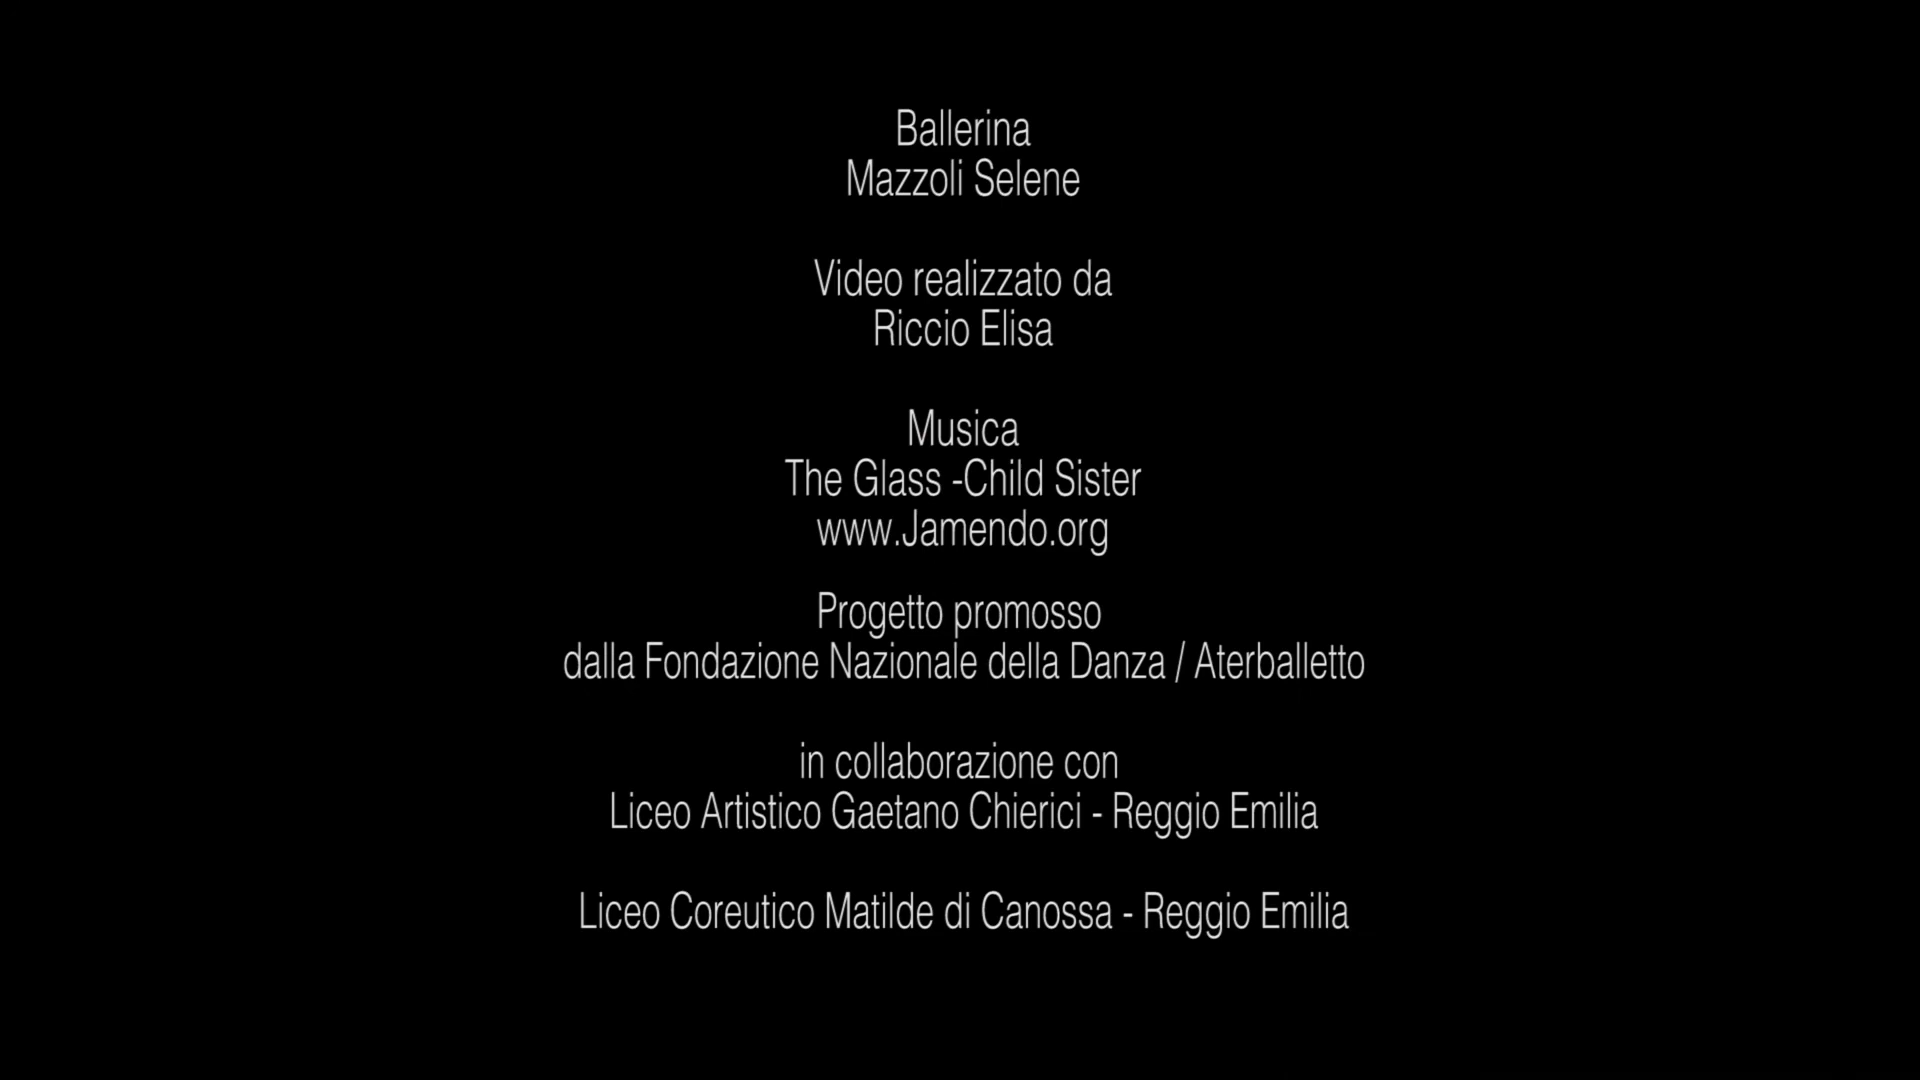 Ballerina
Mazzoli Selene
Video realizzato da
Riccio Elisa
Musica
The Glass -Child Sister
www.Jamendo.org
Progetto promosso
dalla Fondazione Nazionale della Danza / Aterballetto
in collaborazione con
Liceo Artistico Gaetano Chierici - Reggio Emilia
Liceo Coreutico Matilde di Canossa - Reggio Emilia